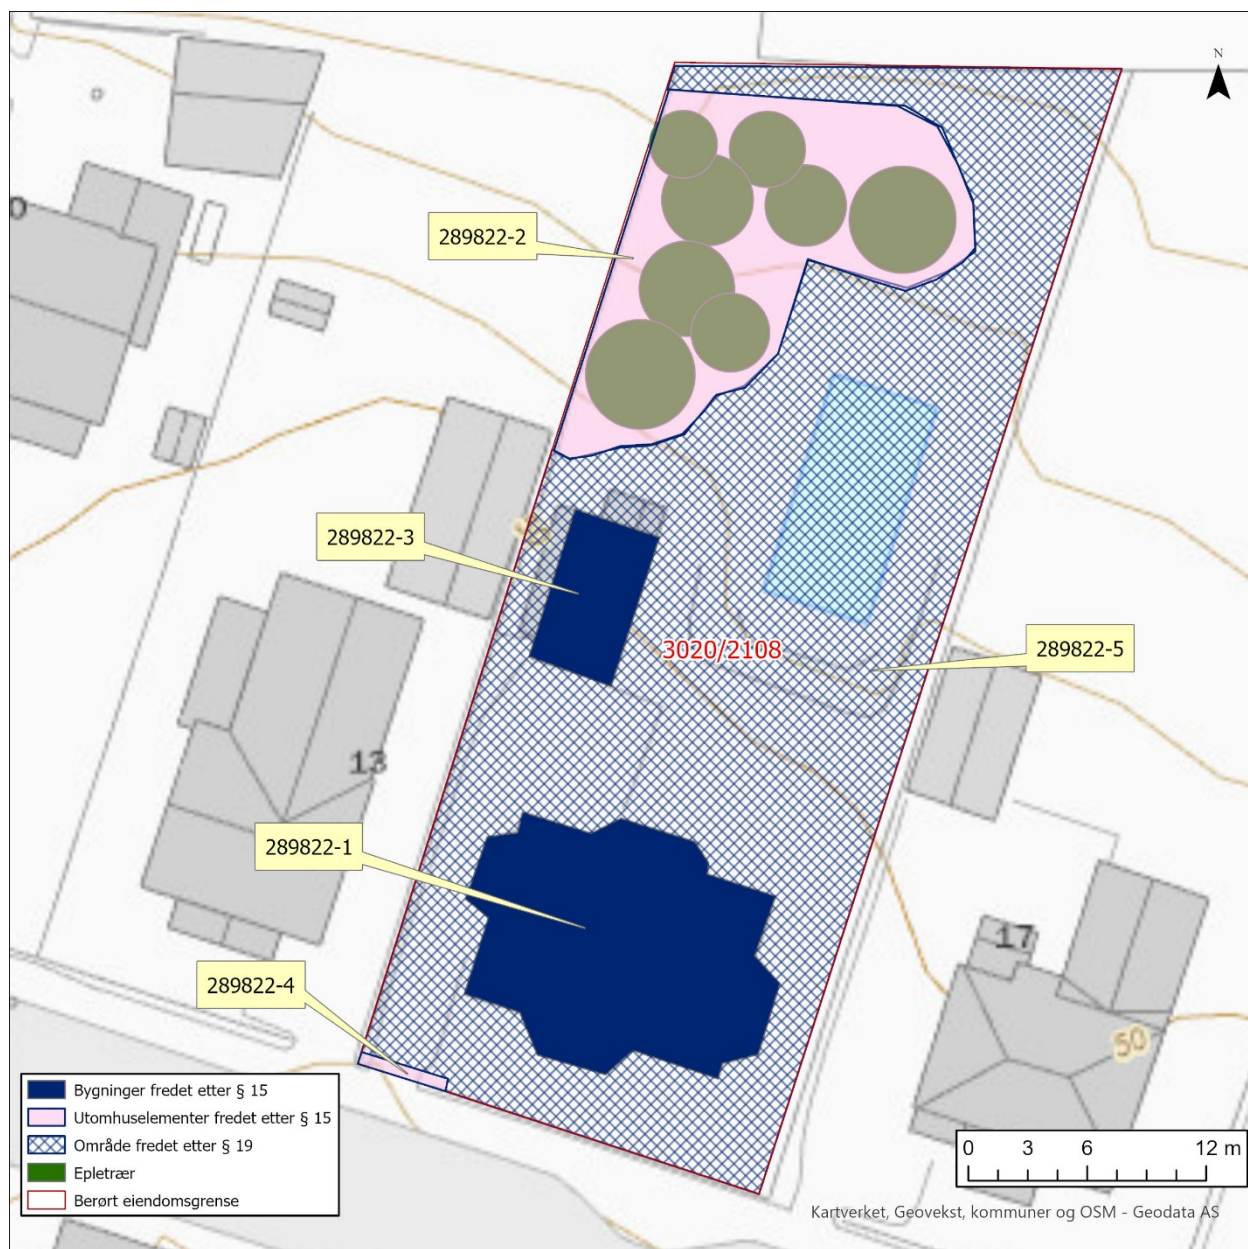 N
0
289822-2
289822-3
3020/2108
289822-5
13
289822-1
17
289822-4
50
Bygninger fredet etter § 15
Utomhuselementer fredet etter § 15
Område fredet etter § 19
Epletrær
Berørt eiendomsgrense
0 3 6 12 m
Kartverket, Geovekst, kommuner og OSM - Geodata AS